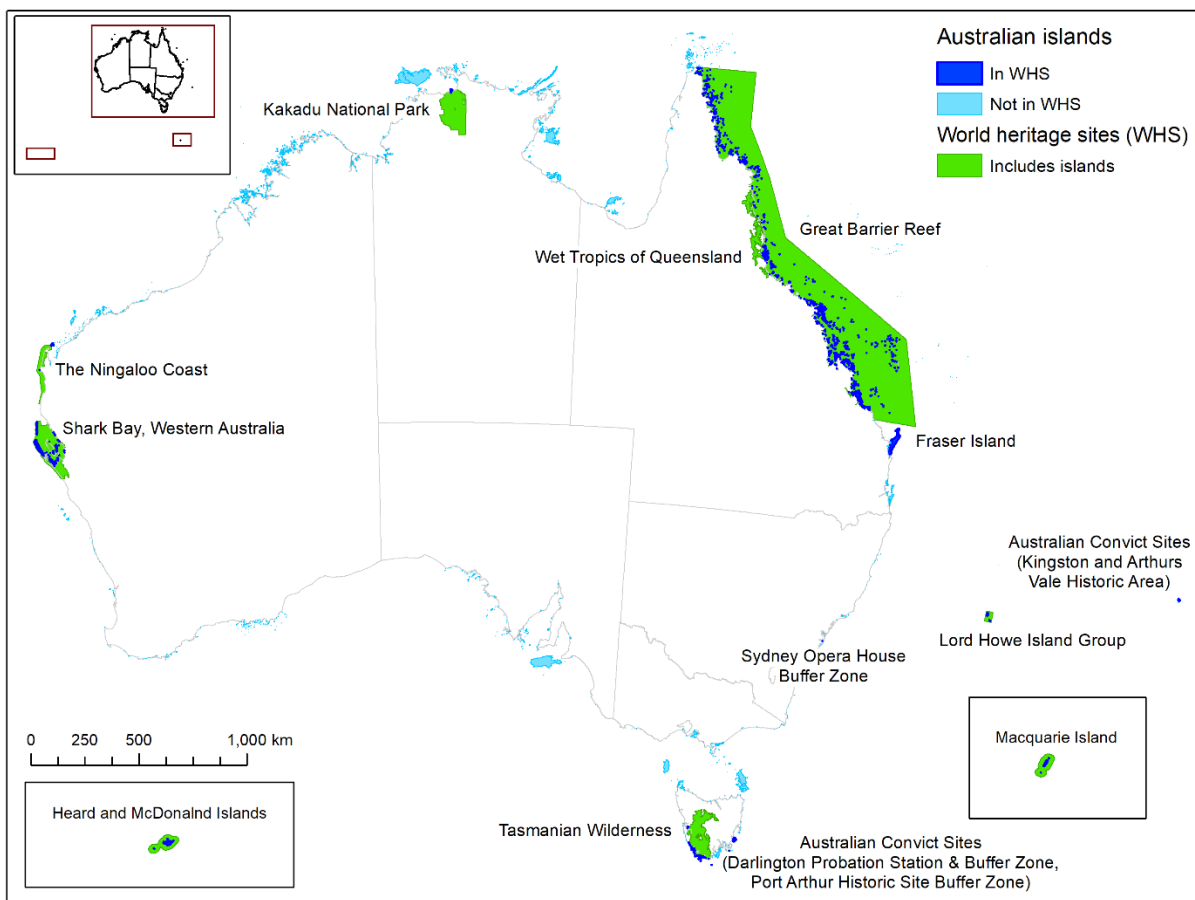 Australian islands
In WHS
Not in WHS
World heritage sites (WHS)
Includes islands
Kakadu National Park
Great Barrier Reef
Wet Tropics of Queensland
The Ningaloo Coast
Shark Bay, Western Australia
Fraser Island
Australian Convict Sites
(Kingston and Arthurs
Vale Historic Area)
Lord Howe Island Group
Sydney Opera House
Buffer Zone
0 250 500 1,000 km
Macquarie Island
Heard and McDonalnd Islands
Tasmanian Wilderness
Australian Convict Sites
(Darlington Probation Station & Buffer Zone,
Port Arthur Historic Site Buffer Zone)